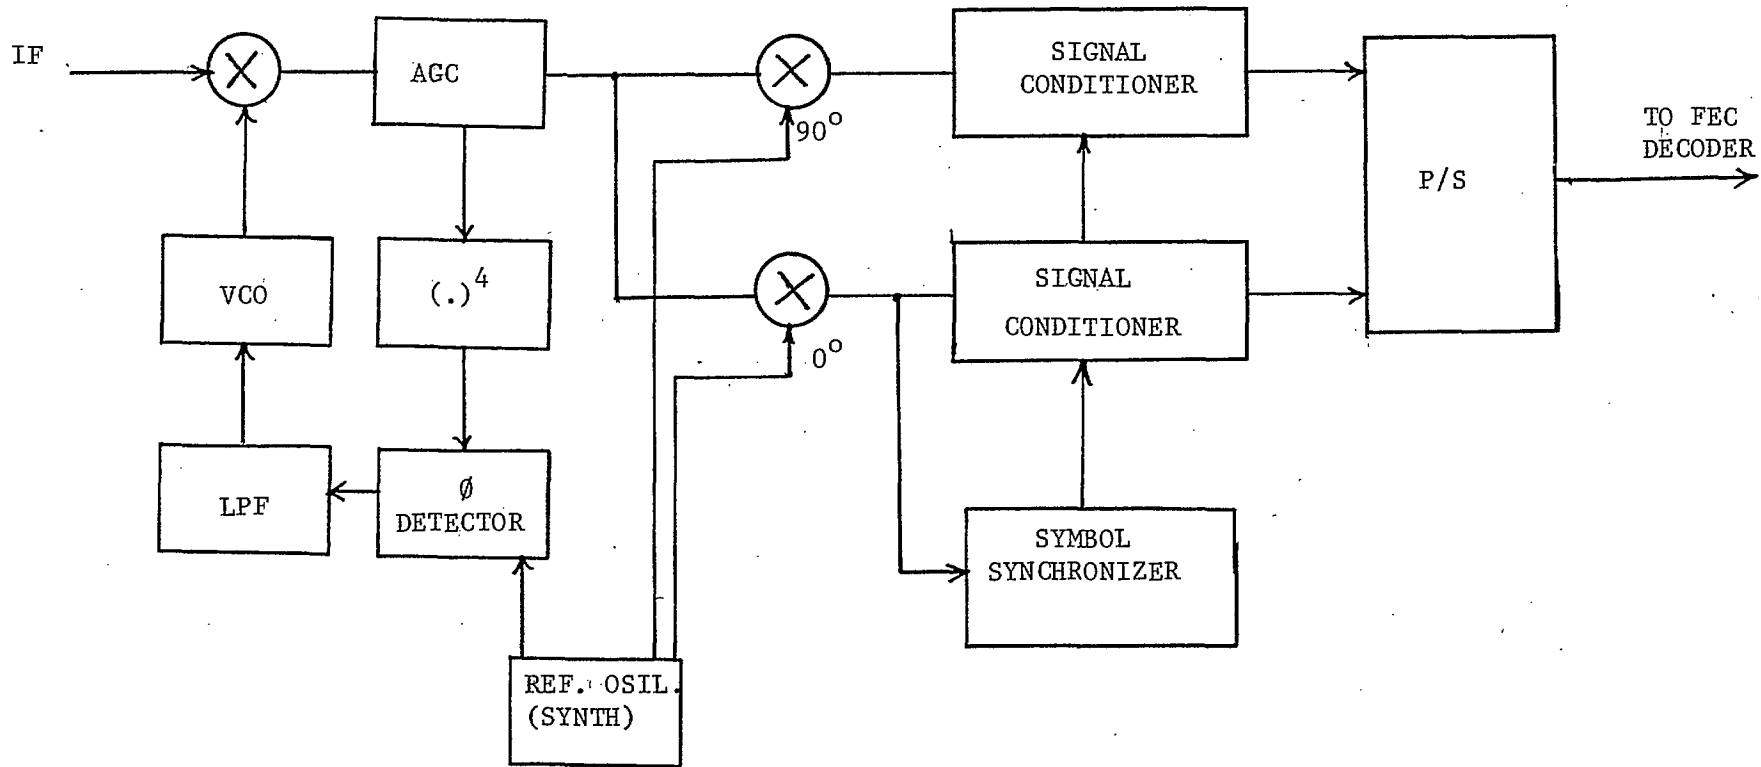 IF
AGC
SIGNAL
CONDITIONER
90°
TO FEC
DECODER
P/S
VCO
(.)4
SIGNAL
CONDITIONER
0°
LPF
Ø
DETECTOR
SYMBOL
SYNCHRONIZER
REF. OSIL.
(SYNTH)